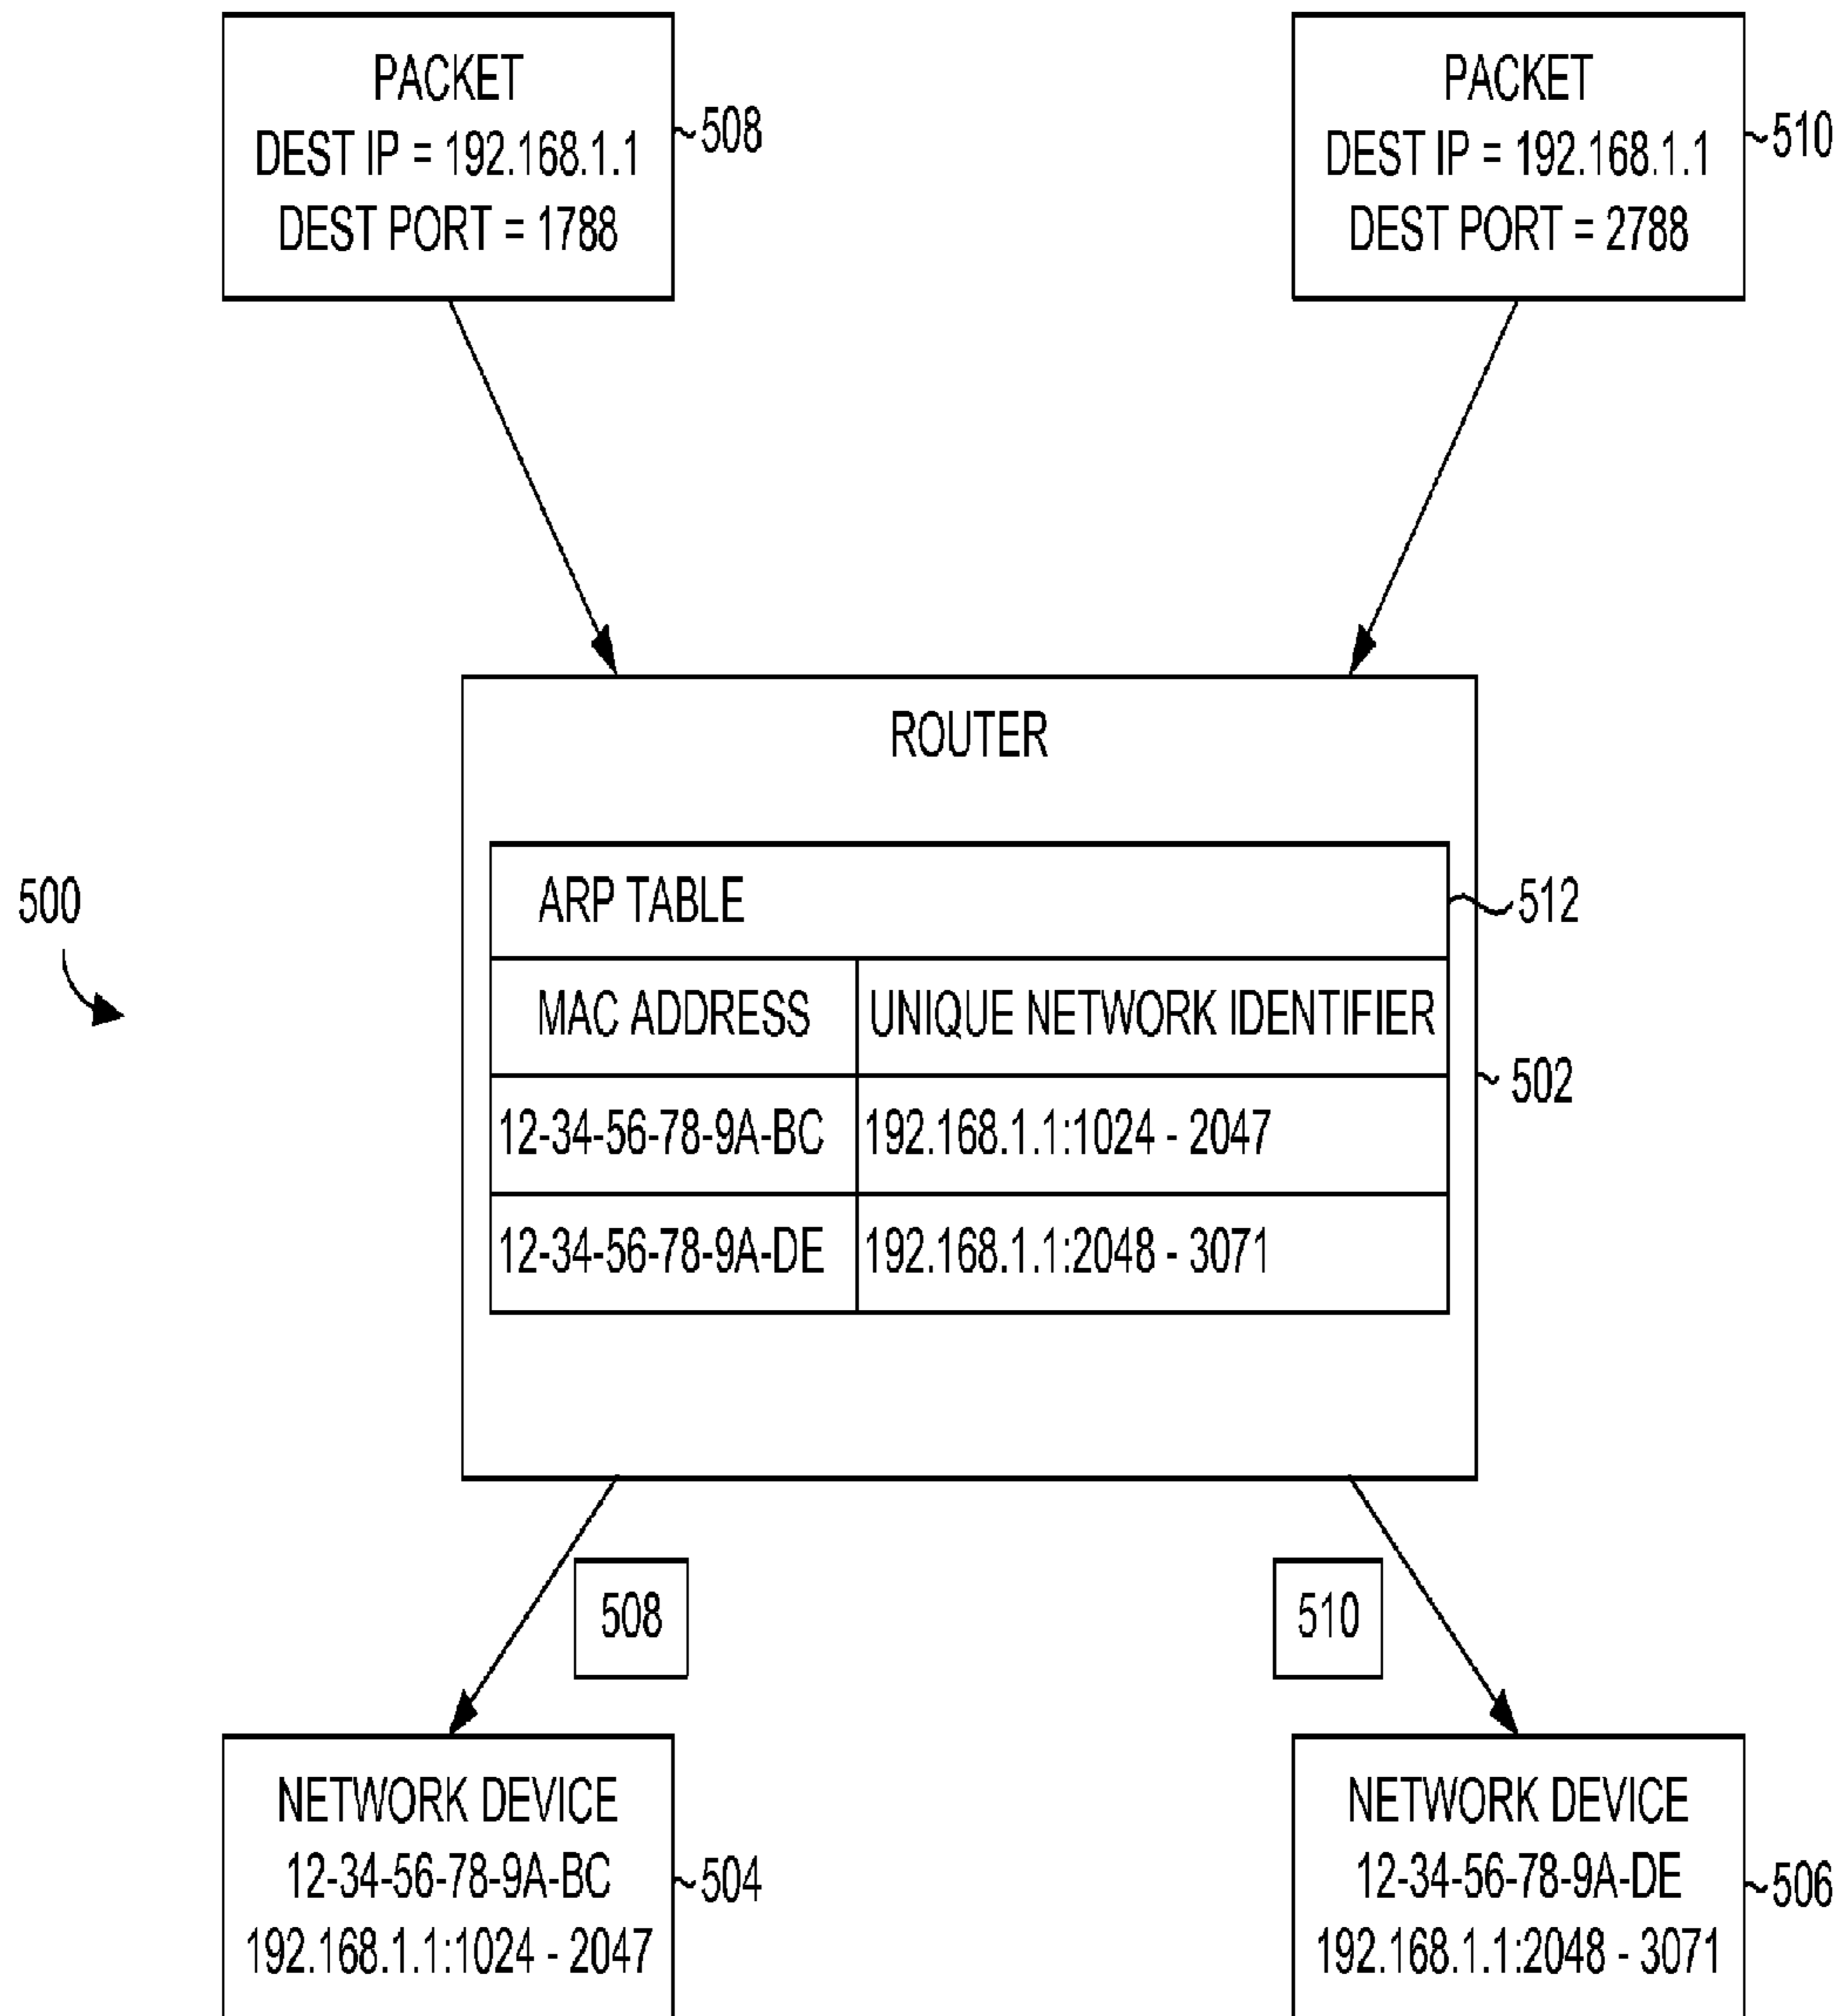 PACKET
DEST IP = 192.168.1.1
DEST PORT = 1788
508
PACKET
DEST IP = 192.168.1.1
DEST PORT = 2788
510
500
ROUTER
ARP TABLE
512
MAC ADDRESS UNIQUE NETWORK IDENTIFIER
502
12-34-56-78-9A-BC 192.168.1.1:1024 - 2047
12-34-56-78-9A-DE 192.168.1.1:2048 - 3071
508
510
NETWORK DEVICE
12-34-56-78-9A-BC
192.168.1.1:1024 - 2047
504
NETWORK DEVICE
12-34-56-78-9A-DE
192.168.1.1:2048 - 3071
506